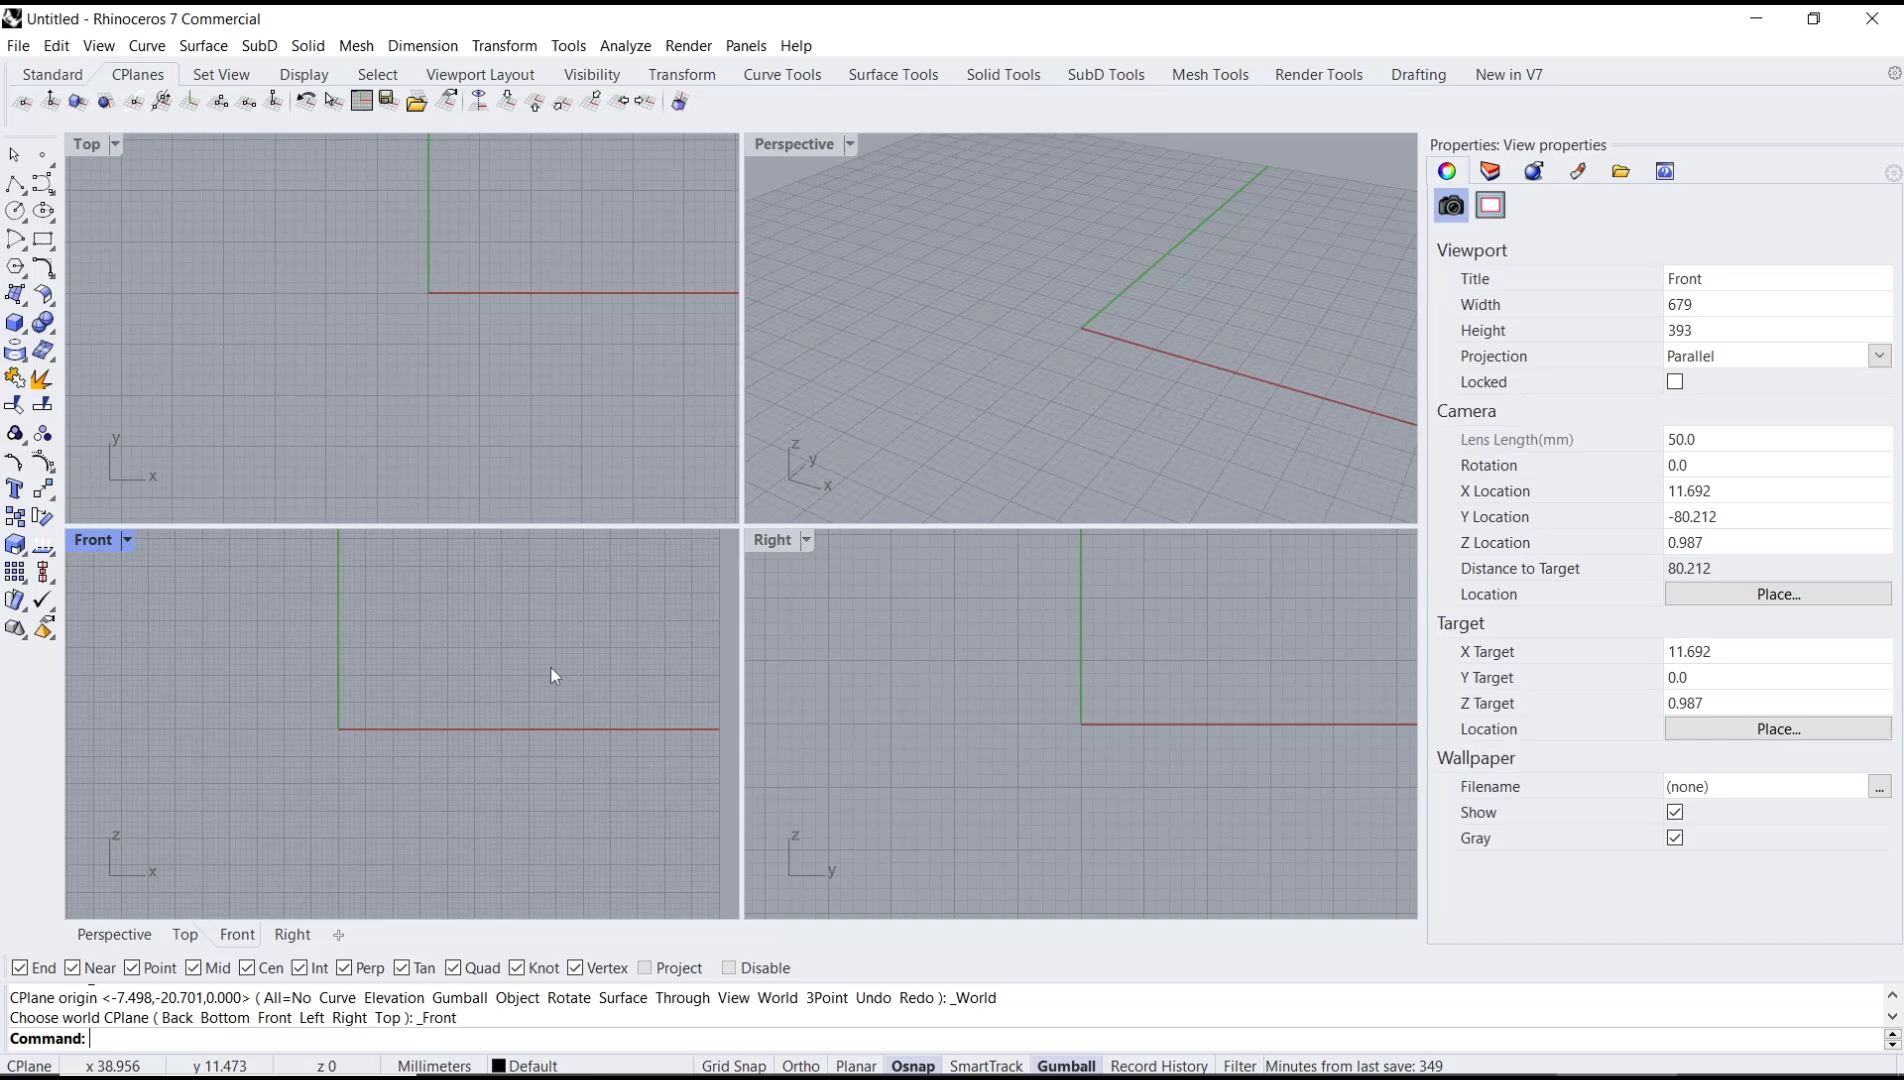 Untitled - Rhinoceros 7 Commercial
File Edit View Curve Surface SubD Solid Mesh Dimension Transform Tools Analyze Render Panels Help
Standard CPlanes Set View Display Select Viewport Layout Visibility Transform Curve Tools Surface Tools Solid Tools SubD Tools Mesh Tools Render Tools Drafting New in V7
Top
y
x
Perspective
z
y
x
Front
z
x
Right
z
y
Properties: View properties
Viewport
Title Front
Width 679
Height 393
Projection Parallel
Locked
Camera
Lens Length(mm) 50.0
Rotation 0.0
X Location 11.692
Y Location -80.212
Z Location 0.987
Distance to Target 80.212
Location Place...
Target
X Target 11.692
Y Target 0.0
Z Target 0.987
Location Place...
Wallpaper
Filename (none) ...
Show
Gray
Perspective Top Front Right
End Near Point Mid Cen Int Perp Tan Quad Knot Vertex Project Disable
CPlane origin <-7.498,-20.701,0.000> ( All=No Curve Elevation Gumball Object Rotate Surface Through View World 3Point Undo Redo ): _World
Choose world CPlane ( Back Bottom Front Left Right Top ): _Front
Command:
CPlane x 38.956 y 11.473 z 0 Millimeters Default Grid Snap Ortho Planar Osnap SmartTrack Gumball Record History Filter Minutes from last save: 349